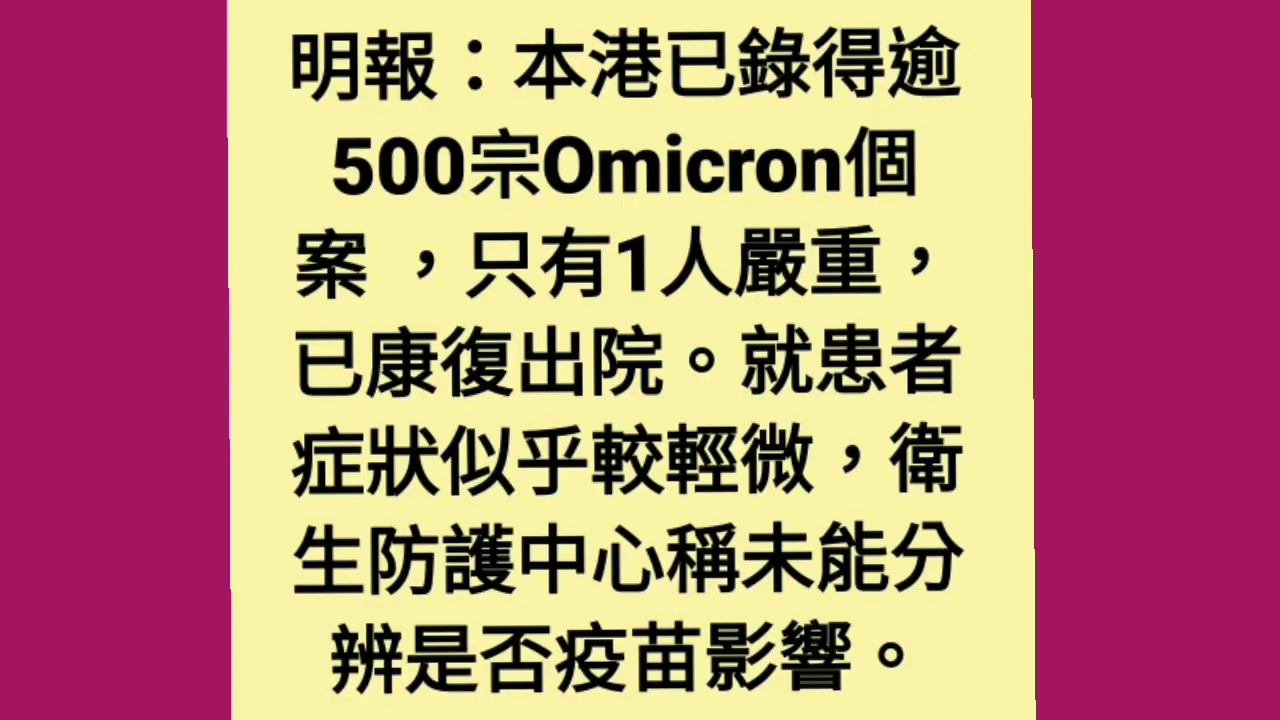 明報：本港已錄得逾
500宗Omicron個
案 ，只有1人嚴重，
已康復出院。就患者
症狀似乎較輕微，衛
生防護中心稱未能分
辨是否疫苗影響。